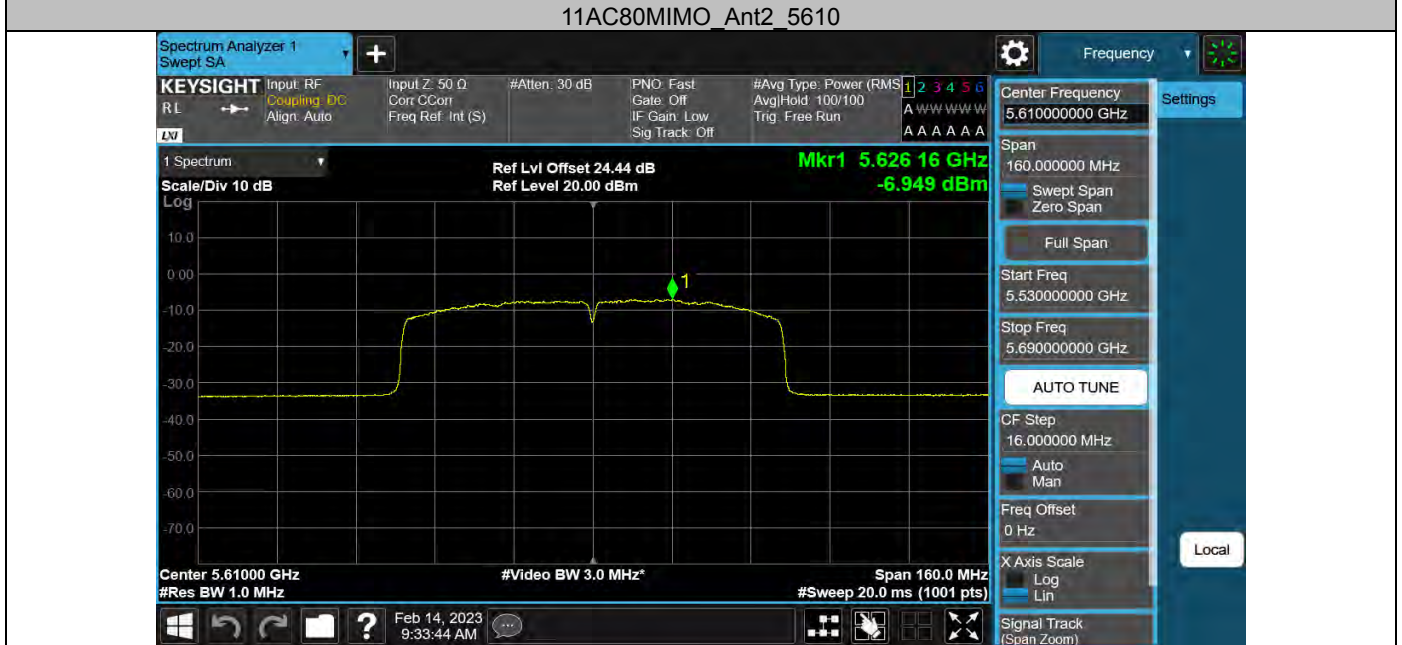 11AC80MIMO_Ant2_5610
Spectrum Analyzer 1
Swept SA
+
Frequency
KEYSIGHT
RL
LXI
Input: RF
Coupling: DC
Align: Auto
Input Z: 50 Ω
Corr CCorr
Freq Ref: Int (S)
#Atten: 30 dB
PNO: Fast
Gate: Off
IF Gain: Low
Sig Track: Off
#Avg Type: Power (RMS
Avg|Hold: 100/100
Trig: Free Run
1 2 3 4 5 6
A W W W W W
A A A A A A
Center Frequency
5.610000000 GHz
Settings
Span
160.000000 MHz
Swept Span
Zero Span
Full Span
Start Freq
5.530000000 GHz
Stop Freq
5.690000000 GHz
AUTO TUNE
CF Step
16.000000 MHz
Auto
Man
Freq Offset
0 Hz
X Axis Scale
Log
Lin
Signal Track
(Span Zoom)
Local
1 Spectrum
Scale/Div 10 dB
Log
Ref Lvl Offset 24.44 dB
Ref Level 20.00 dBm
Mkr1 5.626 16 GHz
-6.949 dBm
10.0
0.00
-10.0
-20.0
-30.0
-40.0
-50.0
-60.0
-70.0
1
Center 5.61000 GHz
#Res BW 1.0 MHz
#Video BW 3.0 MHz*
Span 160.0 MHz
#Sweep 20.0 ms (1001 pts)
?
Feb 14, 2023
9:33:44 AM